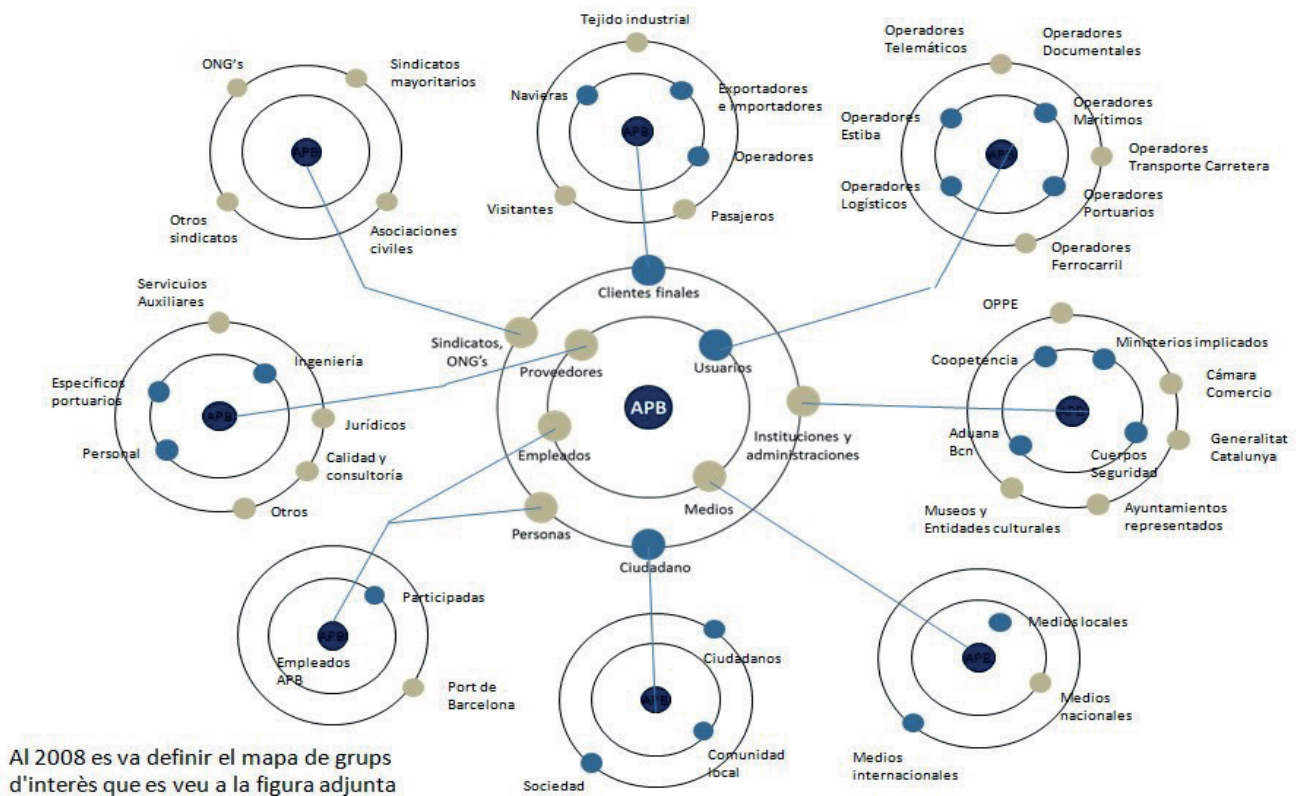 Tejido industrial
Navieras
Exportadores
e importadores
APB
Operadores
Visitantes
Pasajeros
ONG's
Sindicatos
mayoritarios
APB
Otros
sindicatos
Asociaciones
civiles
Operadores
Telemáticos
Operadores
Documentales
Operadores
Estiba
Operadores
Marítimos
APB
Operadores
Transporte Carretera
Operadores
Logísticos
Operadores
Portuarios
Operadores
Ferrocarril
Serviciuios
Auxiliares
Ingeniería
Específicos
portuarios
APB
Jurídicos
Personal
Calidad y
consultoría
Otros
Clientes finales
Sindicatos,
ONG's
Proveedores
Usuarios
APB
Empleados
Instituciones y
administraciones
Medios
Personas
Ciudadano
OPPE
Coopetencia
Ministerios implicados
Cámara
Comercio
APB
Aduana
Bcn
Cuerpos
Seguridad
Generalitat
Catalunya
Museos y
Entidades culturales
Ayuntamientos
representados
Participadas
APB
Empleados
APB
Port de
Barcelona
Ciudadanos
APB
Comunidad
local
Sociedad
Medios locales
APB
Medios
nacionales
Medios
internacionales
Al 2008 es va definir el mapa de grups
d'interès que es veu a la figura adjunta